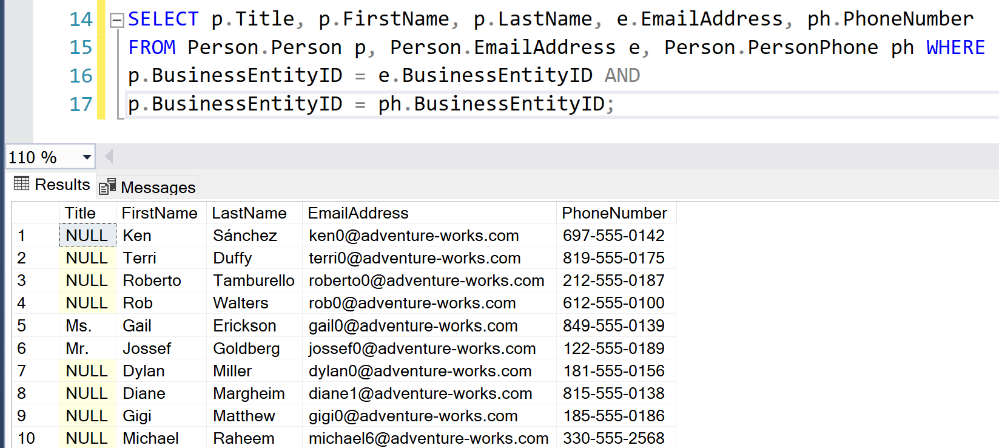 14 SELECT p.Title, p.FirstName, p.LastName, e.EmailAddress, ph.PhoneNumber
15 FROM Person.Person p, Person.EmailAddress e, Person.PersonPhone ph WHERE
16 p.BusinessEntityID = e.BusinessEntityID AND
17 p.BusinessEntityID = ph.BusinessEntityID;
110 %
Results Messages
Title FirstName LastName EmailAddress PhoneNumber
1 NULL Ken Sánchez ken0@adventure-works.com 697-555-0142
2 NULL Terri Duffy terri0@adventure-works.com 819-555-0175
3 NULL Roberto Tamburello roberto0@adventure-works.com 212-555-0187
4 NULL Rob Walters rob0@adventure-works.com 612-555-0100
5 Ms. Gail Erickson gail0@adventure-works.com 849-555-0139
6 Mr. Jossef Goldberg jossef0@adventure-works.com 122-555-0189
7 NULL Dylan Miller dylan0@adventure-works.com 181-555-0156
8 NULL Diane Margheim diane1@adventure-works.com 815-555-0138
9 NULL Gigi Matthew gigi0@adventure-works.com 185-555-0186
10 NULL Michael Raheem michael6@adventure-works.com 330-555-2568